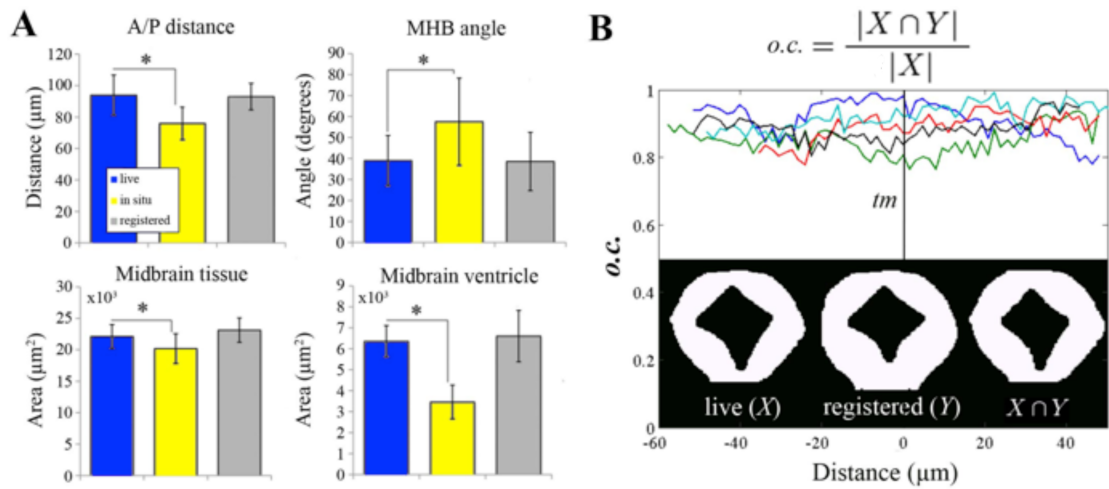 A
A/P distance
Distance (μm)
120
100
80
60
40
20
0
*
live
in situ
registered
MHB angle
Angle (degrees)
90
80
70
60
50
40
30
20
10
0
*
Midbrain tissue
x10³
Area (μm²)
30
25
20
15
10
5
0
*
Midbrain ventricle
x10³
Area (μm²)
9
8
7
6
5
4
3
2
1
0
*
B
o.c. = |X ∩ Y| / |X|
o.c.
1
0.8
0.6
0.4
0.2
0
tm
live (X)
registered (Y)
X ∩ Y
-60
-40
-20
0
20
40
Distance (μm)